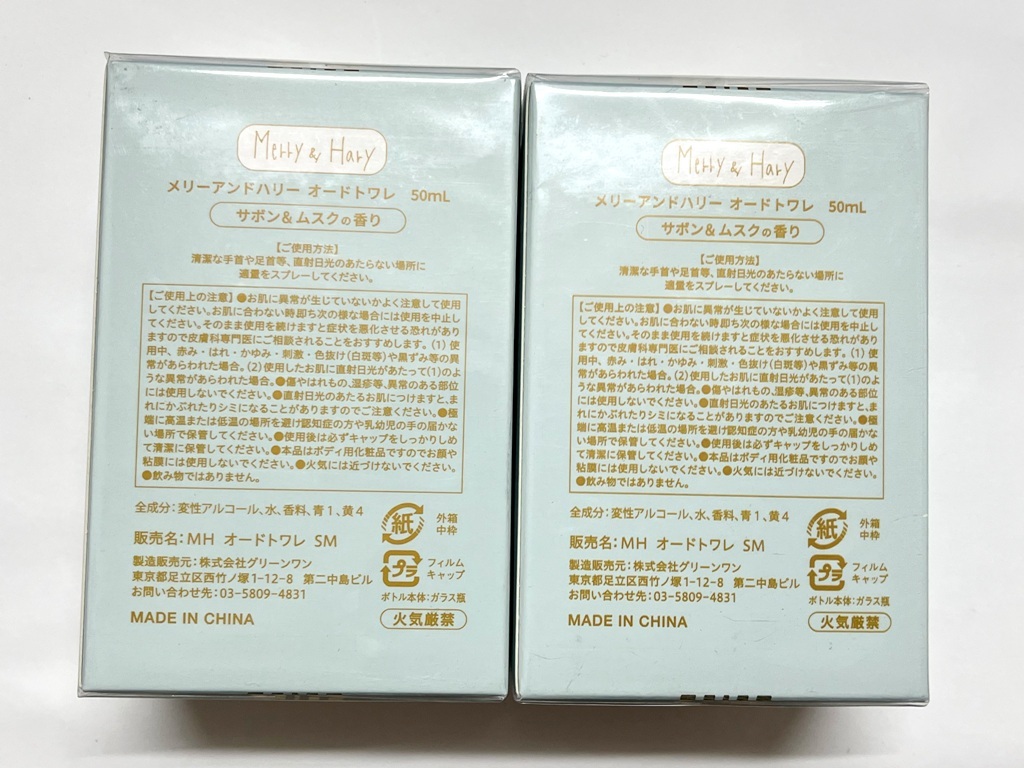 Merry & Hary
メリーアンドハリー オードトワレ 50mL
サボン&ムスクの香り
【ご使用方法】
清潔な手首や足首等、直射日光のあたらない場所に
適量をスプレーしてください。
【ご使用上の注意】●お肌に異常が生じていないかよく注意して使用
してください。お肌に合わない時即ち次の様な場合には使用を中止し
てください。そのまま使用を続けますと症状を悪化させる恐れがあり
ますので皮膚科専門医にご相談されることをおすすめします。(1)使
用中、赤み・はれ・かゆみ・刺激・色抜け(白斑等)や黒ずみ等の異
常があらわれた場合。(2)使用したお肌に直射日光があたって(1)のよ
うな異常があらわれた場合。●傷やはれもの、湿疹等、異常のある部位
には使用しないでください。●直射日光のあたるお肌につけますと、ま
れにかぶれたりシミになることがありますのでご注意ください。●極
端に高温または低温の場所を避け認知症の方や乳幼児の手の届かな
い場所で保管してください。●使用後は必ずキャップをしっかりしめ
て清潔に保管してください。●本品はボディ用化粧品ですのでお顔や
粘膜には使用しないでください。●火気には近づけないでください。
●飲み物ではありません。
全成分:変性アルコール、水、香料、青1、黄4
販売名:MH オードトワレ SM
製造販売元:株式会社グリーンワン
東京都足立区西竹ノ塚1-12-8 第二中島ビル
お問い合わせ先:03-5809-4831
MADE IN CHINA
紙
外箱
中枠
プラ
フィルム
キャップ
ボトル本体:ガラス瓶
火気厳禁
Merry & Hary
メリーアンドハリー オードトワレ 50mL
サボン&ムスクの香り
【ご使用方法】
清潔な手首や足首等、直射日光のあたらない場所に
適量をスプレーしてください。
【ご使用上の注意】●お肌に異常が生じていないかよく注意して使用
してください。お肌に合わない時即ち次の様な場合には使用を中止し
てください。そのまま使用を続けますと症状を悪化させる恐れがあり
ますので皮膚科専門医にご相談されることをおすすめします。(1)使
用中、赤み・はれ・かゆみ・刺激・色抜け(白斑等)や黒ずみ等の異
常があらわれた場合。(2)使用したお肌に直射日光があたって(1)のよ
うな異常があらわれた場合。●傷やはれもの、湿疹等、異常のある部位
には使用しないでください。●直射日光のあたるお肌につけますと、ま
れにかぶれたりシミになることがありますのでご注意ください。●極
端に高温または低温の場所を避け認知症の方や乳幼児の手の届かな
い場所で保管してください。●使用後は必ずキャップをしっかりしめ
て清潔に保管してください。●本品はボディ用化粧品ですのでお顔や
粘膜には使用しないでください。●火気には近づけないでください。
●飲み物ではありません。
全成分:変性アルコール、水、香料、青1、黄4
販売名:MH オードトワレ SM
製造販売元:株式会社グリーンワン
東京都足立区西竹ノ塚1-12-8 第二中島ビル
お問い合わせ先:03-5809-4831
MADE IN CHINA
紙
外箱
中枠
プラ
フィルム
キャップ
ボトル本体:ガラス瓶
火気厳禁